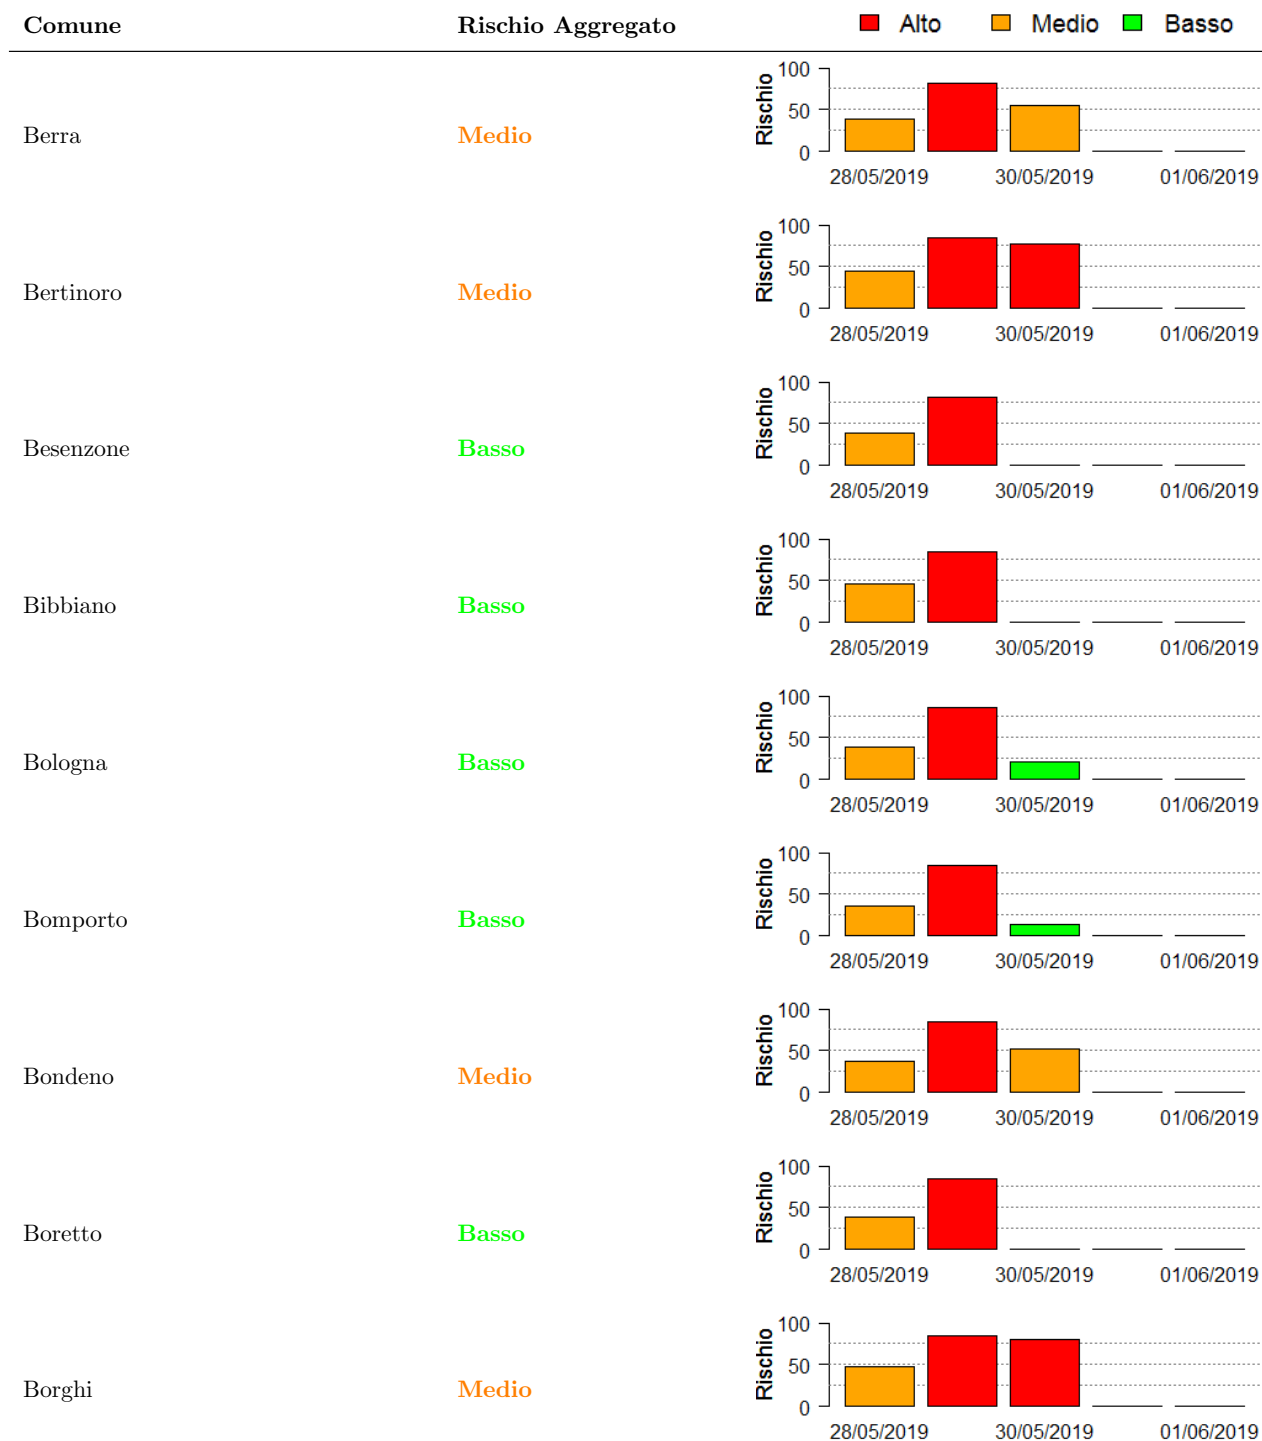 Comune Rischio Aggregato Alto Medio Basso
Berra Medio Rischio 100 50 0
28/05/2019 30/05/2019 01/06/2019
Bertinoro Medio Rischio 100 50 0
28/05/2019 30/05/2019 01/06/2019
Besenzone Basso Rischio 100 50 0
28/05/2019 30/05/2019 01/06/2019
Bibbiano Basso Rischio 100 50 0
28/05/2019 30/05/2019 01/06/2019
Bologna Basso Rischio 100 50 0
28/05/2019 30/05/2019 01/06/2019
Bomporto Basso Rischio 100 50 0
28/05/2019 30/05/2019 01/06/2019
Bondeno Medio Rischio 100 50 0
28/05/2019 30/05/2019 01/06/2019
Boretto Basso Rischio 100 50 0
28/05/2019 30/05/2019 01/06/2019
Borghi Medio Rischio 100 50 0
28/05/2019 30/05/2019 01/06/2019